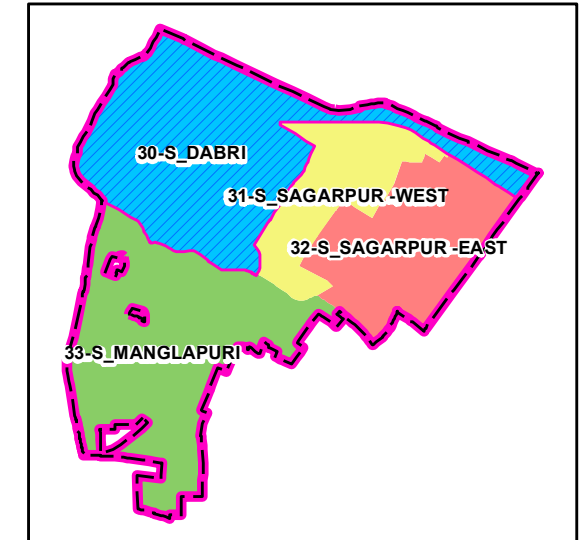 30-S_DABRI
31-S_SAGARPUR -WEST
32-S_SAGARPUR -EAST
33-S_MANGLAPURI